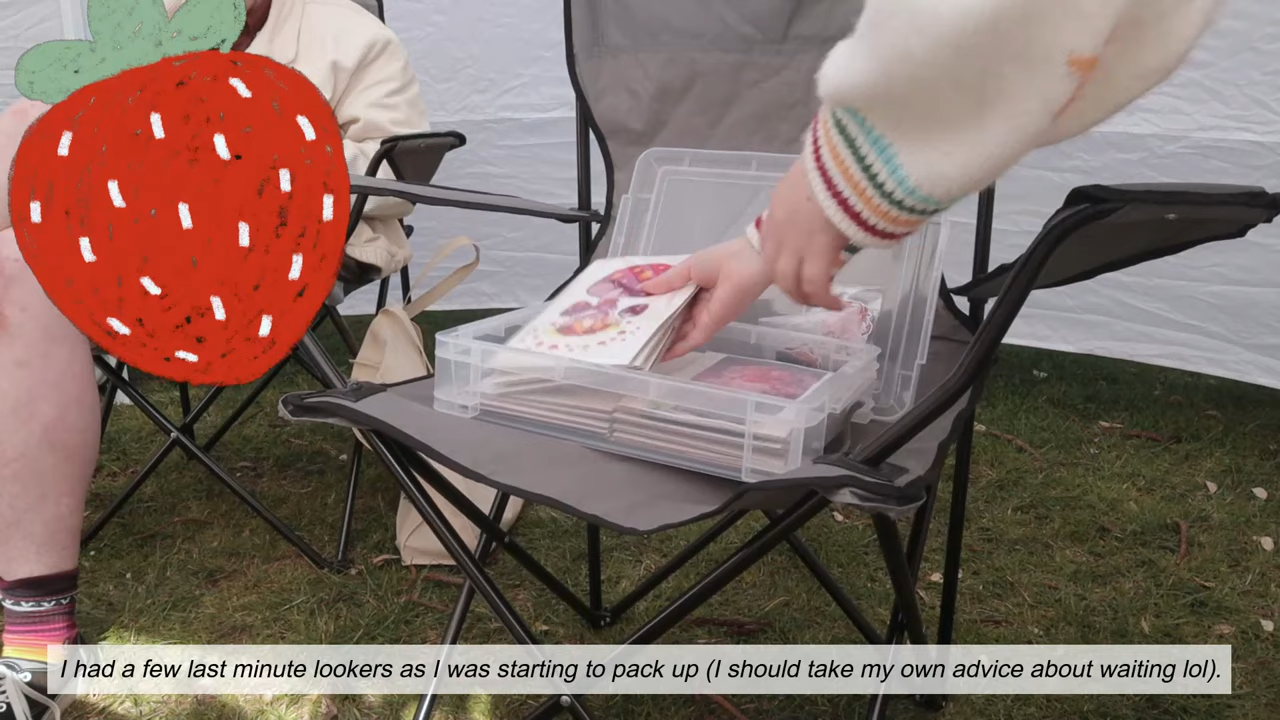 I had a few last minute lookers as I was starting to pack up (I should take my own advice about waiting lol).